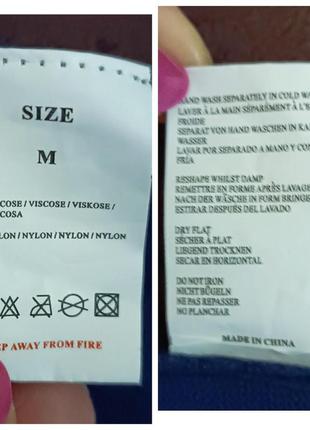 SIZE
M
COSE / VISCOSE / VISKOSE /
COSA
LON / NYLON / NYLON / NYLON
P AWAY FROM FIRE
HAND WASH SEPARATELY IN COLD WA
LAVER À LA MAIN SÉPARÉMENT À L'E
FROIDE
SEPARAT VON HAND WASCHEN IN KA
WASSER
LAVAR POR SEPARADO A MANO Y CON
FRÍA
RESHAPE WHILST DAMP
REMETTRE EN FORME APRÈS LAVAGE
NACH DER WÄSCHE IN FORM BRINGE
ESTIRAR DESPUÉS DEL LAVADO
DRY FLAT
SÉCHER À PLAT
LIEGEND TROCKNEN
SECAR EN HORIZONTAL
DO NOT IRON
NICHT BÜGELN
NE PAS REPASSER
NO PLANCHAR
MADE IN CHINA